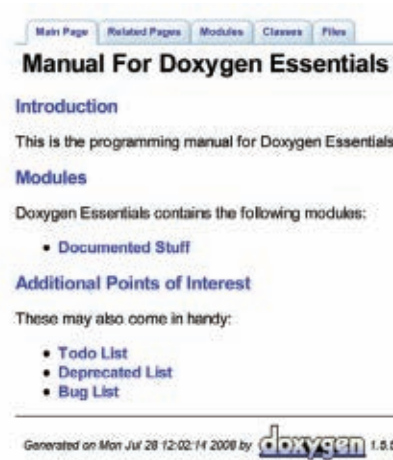 Main Page Related Pages Modules Classes Files
Manual For Doxygen Essentials
Introduction
This is the programming manual for Doxygen Essentials
Modules
Doxygen Essentials contains the following modules:
• Documented Stuff
Additional Points of Interest
These may also come in handy:
• Todo List
• Deprecated List
• Bug List
Generated on Mon Jul 28 12:02:14 2008 by doxygen